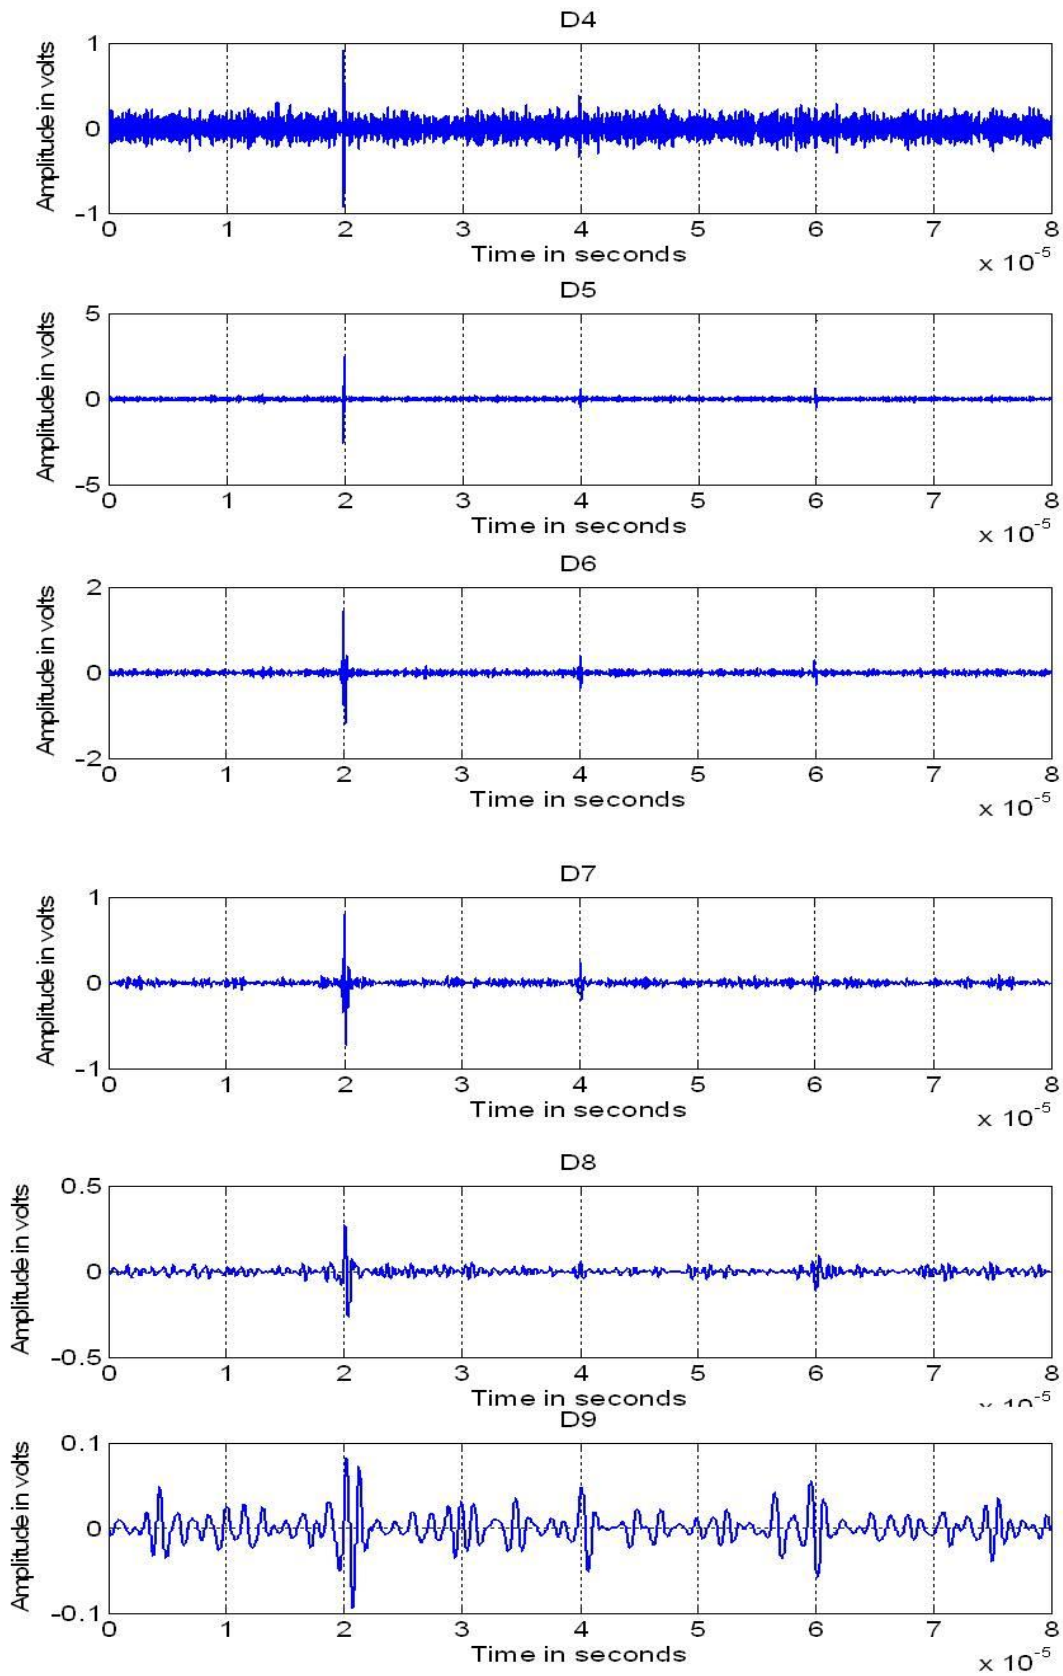 D4
Amplitude in volts
1
0
-1
0 1 2 3 4 5 6 7 8
Time in seconds
x 10-5
D5
Amplitude in volts
5
0
-5
0 1 2 3 4 5 6 7 8
Time in seconds
x 10-5
D6
Amplitude in volts
2
0
-2
0 1 2 3 4 5 6 7 8
Time in seconds
x 10-5
D7
Amplitude in volts
1
0
-1
0 1 2 3 4 5 6 7 8
Time in seconds
x 10-5
D8
Amplitude in volts
0.5
0
-0.5
0 1 2 3 4 5 6 7 8
Time in seconds
x 10-5
D9
Amplitude in volts
0.1
0
-0.1
0 1 2 3 4 5 6 7 8
Time in seconds
x 10-5